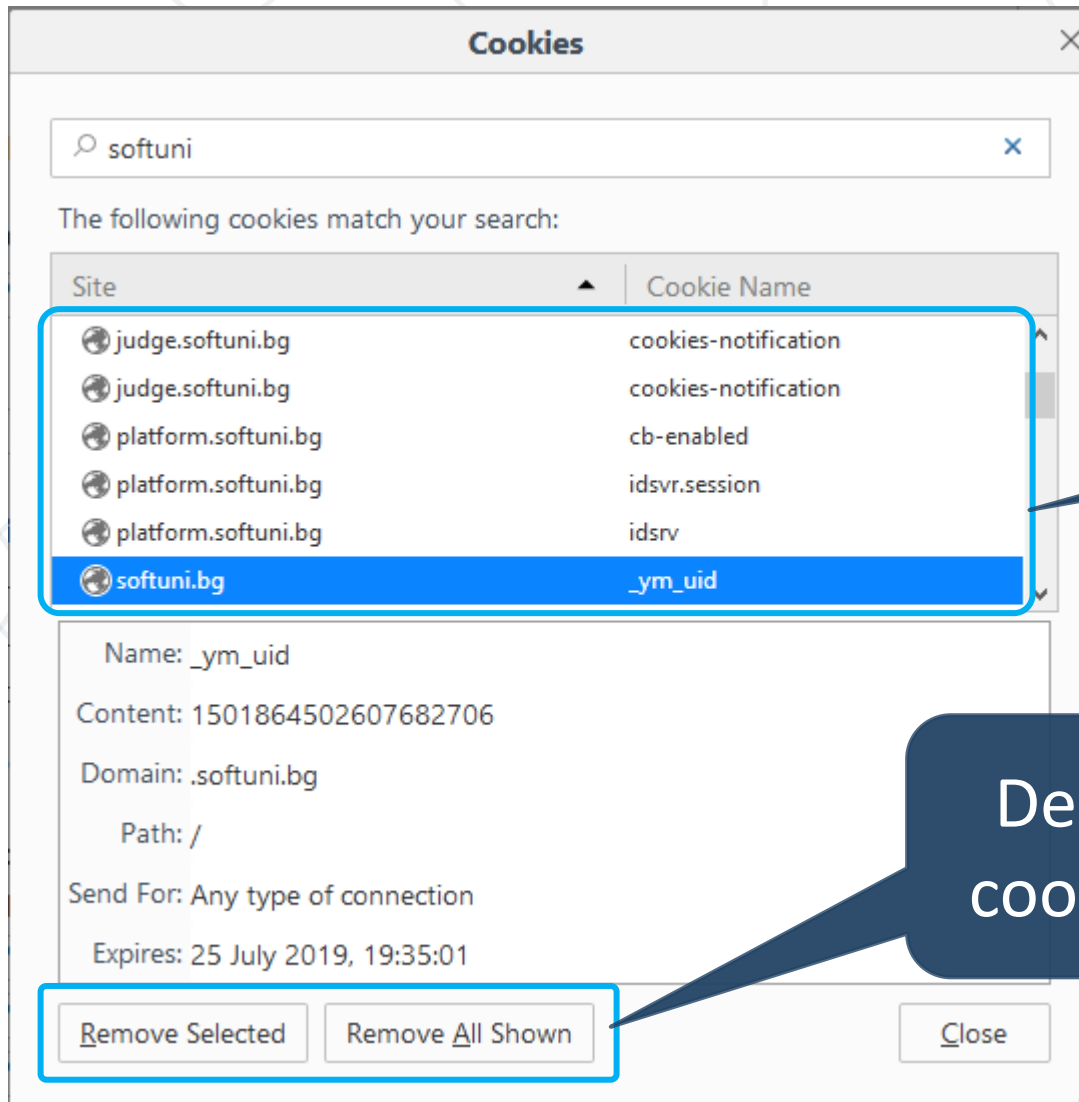 Cookies
softuni
The following cookies match your search:
Site Cookie Name
judge.softuni.bg cookies-notification
judge.softuni.bg cookies-notification
platform.softuni.bg cb-enabled
platform.softuni.bg idsvr.session
platform.softuni.bg idsrv
softuni.bg _ym_uid
Name: _ym_uid
Content: 1501864502607682706
Domain: .softuni.bg
Path: /
Send For: Any type of connection
Expires: 25 July 2019, 19:35:01
Remove Selected Remove All Shown Close
De
coo